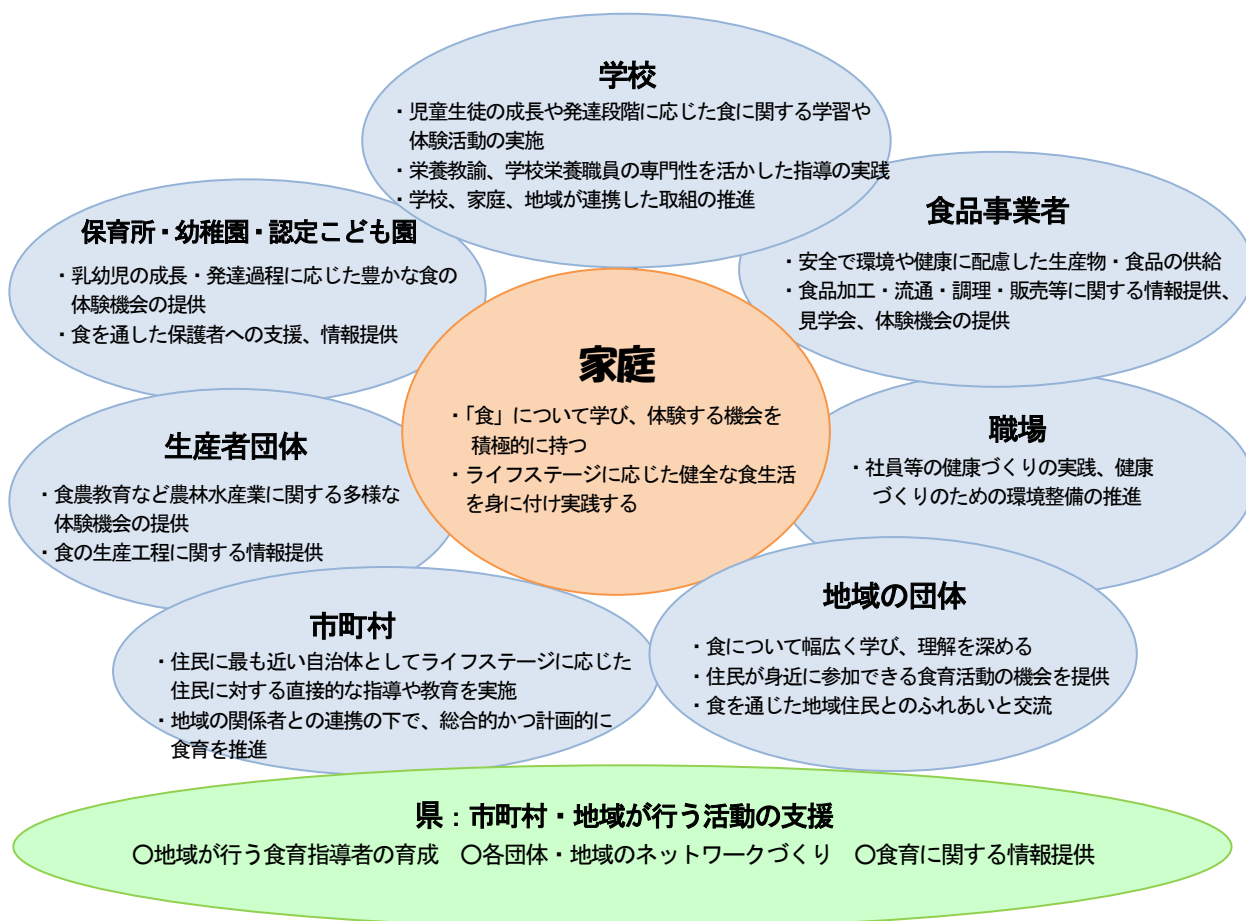 学校
・児童生徒の成長や発達段階に応じた食に関する学習や
体験活動の実施
・栄養教諭、学校栄養職員の専門性を活かした指導の実践
・学校、家庭、地域が連携した取組の推進
保育所・幼稚園・認定こども園
・乳幼児の成長・発達過程に応じた豊かな食の
体験機会の提供
・食を通した保護者への支援、情報提供
食品事業者
・安全で環境や健康に配慮した生産物・食品の供給
・食品加工・流通・調理・販売等に関する情報提供、
見学会、体験機会の提供
家庭
・「食」について学び、体験する機会を
積極的に持つ
・ライフステージに応じた健全な食生活
を身に付け実践する
生産者団体
・食農教育など農林水産業に関する多様な
体験機会の提供
・食の生産工程に関する情報提供
職場
・社員等の健康づくりの実践、健康
づくりのための環境整備の推進
市町村
・住民に最も近い自治体としてライフステージに応じた
住民に対する直接的な指導や教育を実施
・地域の関係者との連携の下で、総合的かつ計画的に
食育を推進
地域の団体
・食について幅広く学び、理解を深める
・住民が身近に参加できる食育活動の機会を提供
・食を通じた地域住民とのふれあいと交流
県：市町村・地域が行う活動の支援
○地域が行う食育指導者の育成　○各団体・地域のネットワークづくり　○食育に関する情報提供